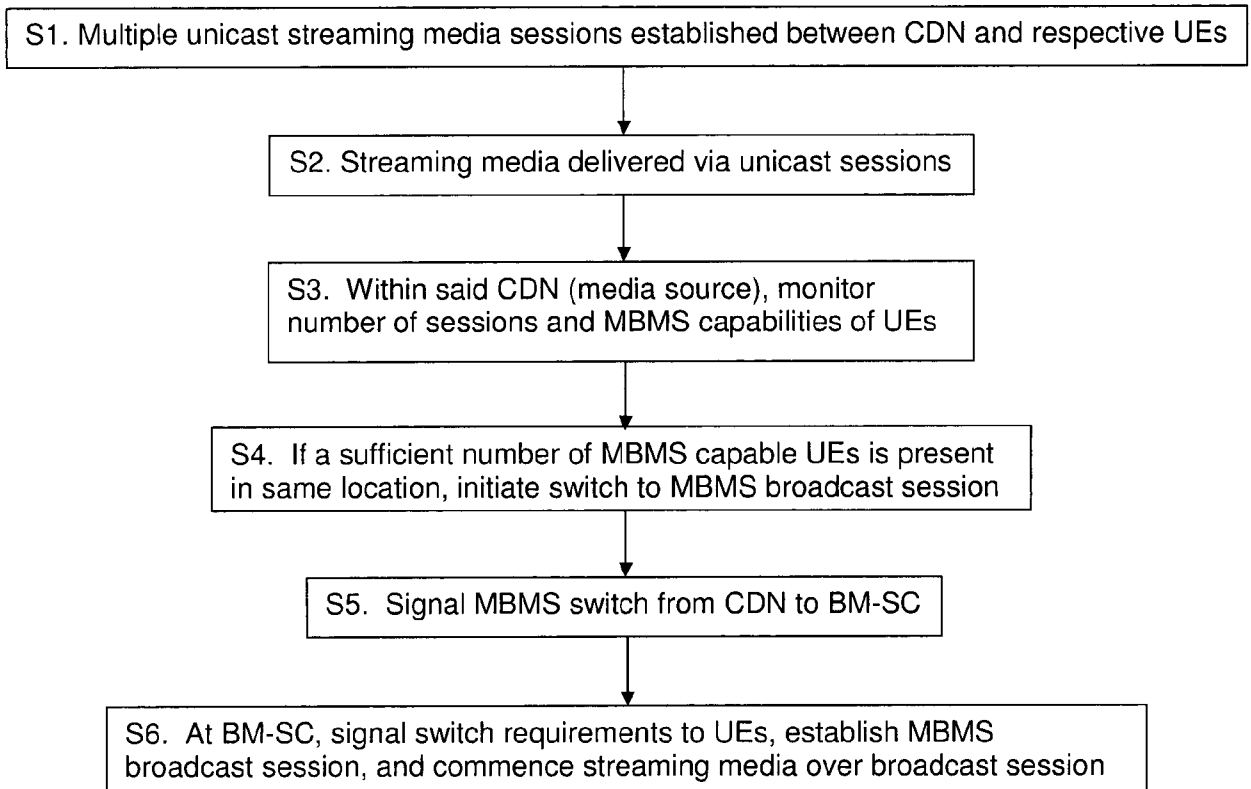 S1. Multiple unicast streaming media sessions established between CDN and respective UEs
S2. Streaming media delivered via unicast sessions
S3. Within said CDN (media source), monitor
number of sessions and MBMS capabilities of UEs
S4. If a sufficient number of MBMS capable UEs is present
in same location, initiate switch to MBMS broadcast session
S5. Signal MBMS switch from CDN to BM-SC
S6. At BM-SC, signal switch requirements to UEs, establish MBMS
broadcast session, and commence streaming media over broadcast session